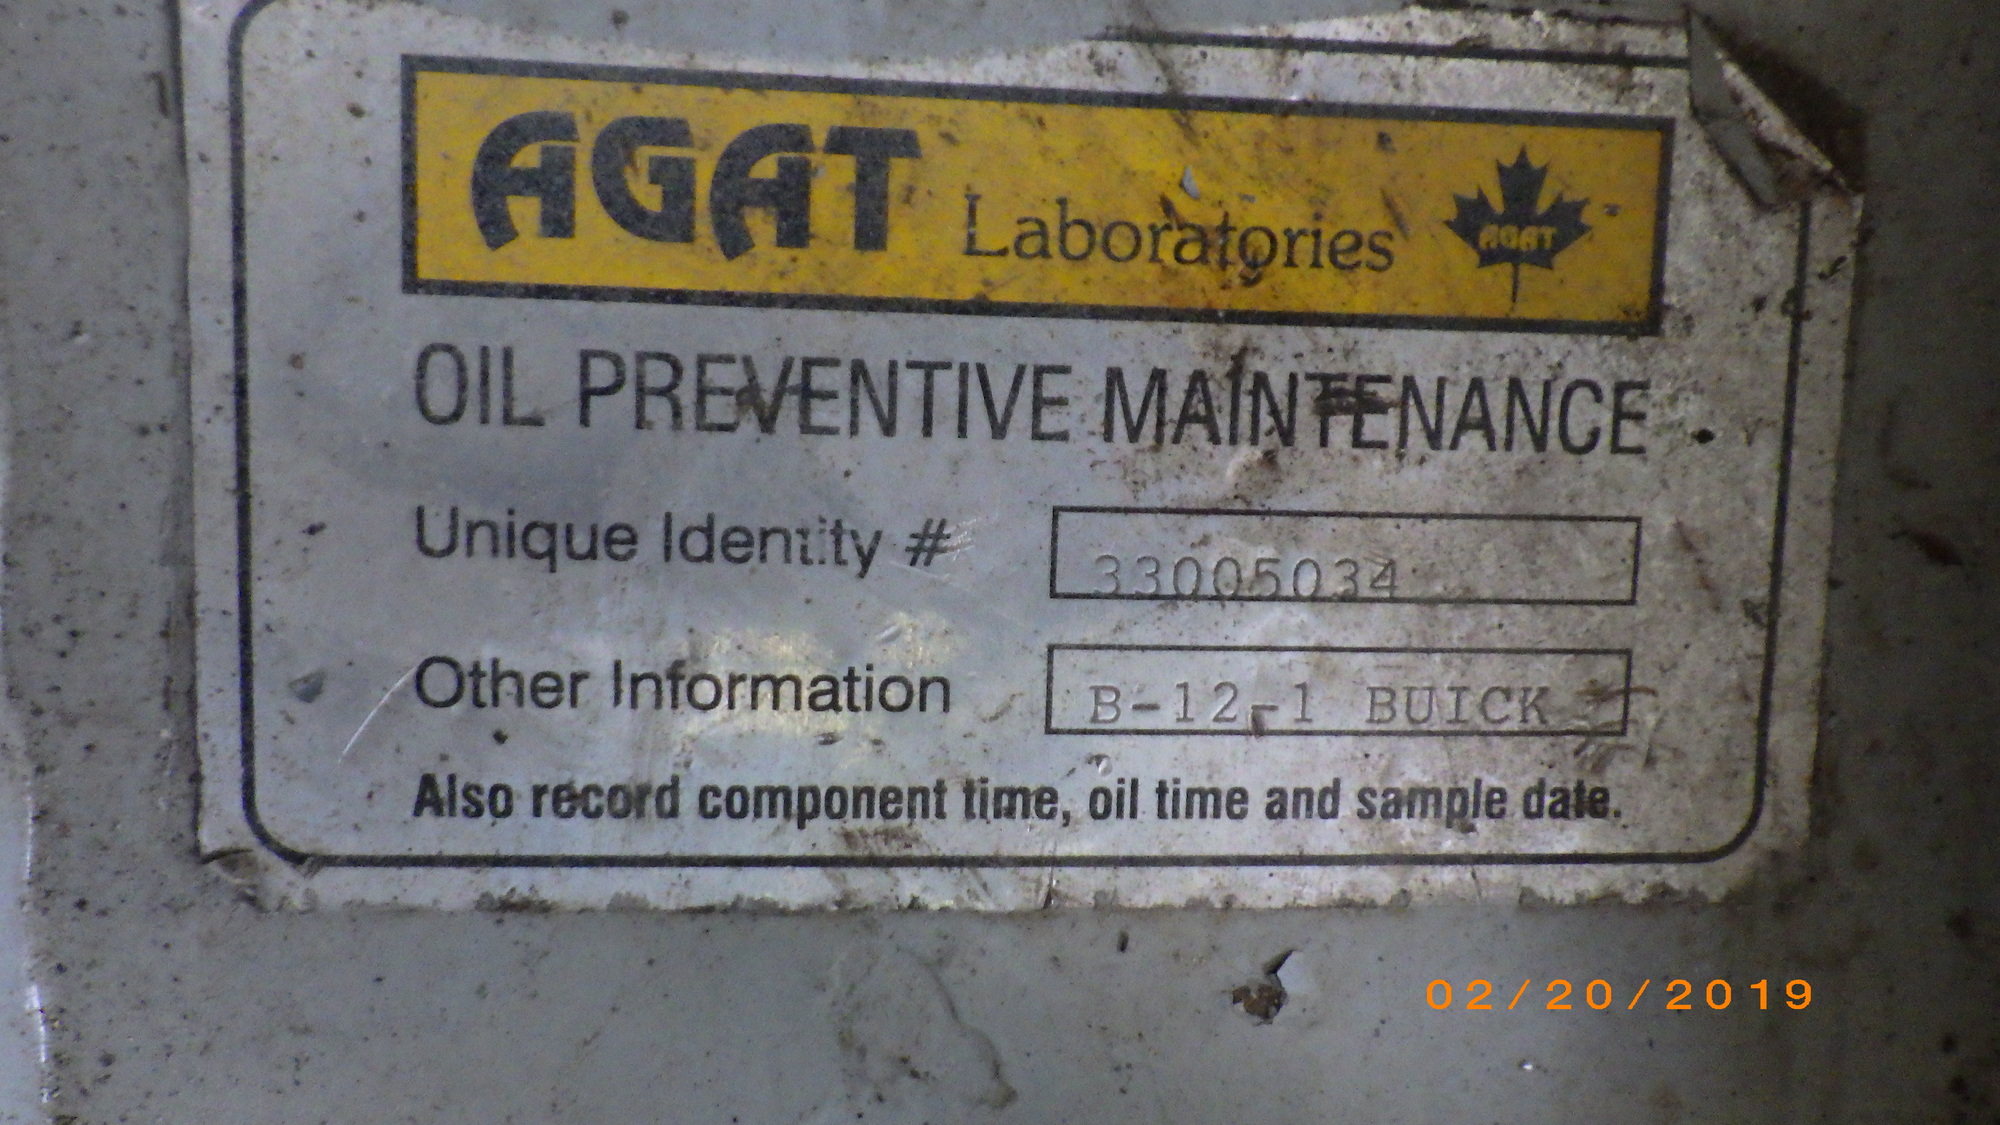 AGAT Laboratories AGAT
OIL PREVENTIVE MAINTENANCE
Unique Identity # 33005034
Other Information B-12-1 BUICK
Also record component time, oil time and sample date.
02/20/2019